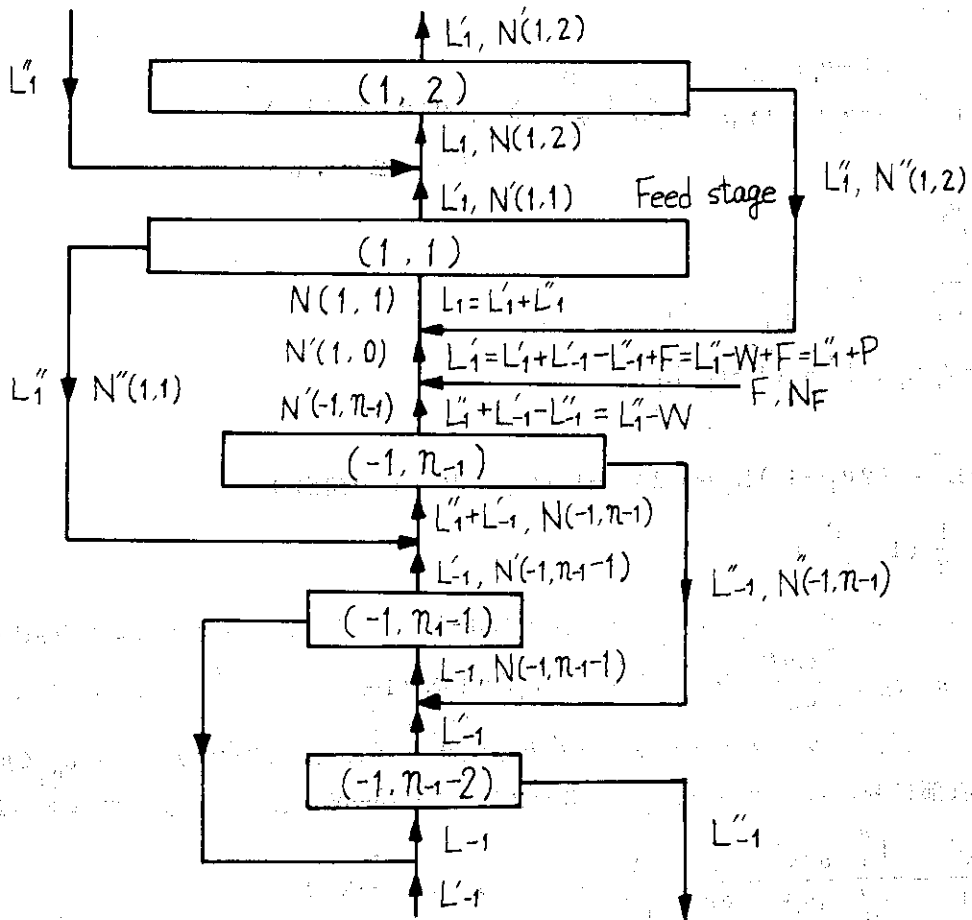 L′₁, N′(1,2)
L″₁
(1, 2)
L₁, N(1,2)
L″₁, N″(1,2)
L′₁, N′(1,1)
Feed stage
(1, 1)
N(1, 1) L₁=L′₁+L″₁
N′(1,0) L′₁=L′₁+L′₋₁-L″₋₁+F=L″₁-W+F=L″₁+P
L₁″ N″(1,1)
F, N_F
N′(-1,n₋₁) L″₁+L′₋₁-L″₋₁=L″₁-W
(-1, n₋₁)
L″₁+L′₋₁, N(-1,n₋₁)
L′₋₁, N′(-1,n₋₁-1)
L″₋₁, N″(-1,n₋₁)
(-1, n₁-1)
L₋₁, N(-1,n₋₁-1)
L′₋₁
(-1, n₋₁-2)
L₋₁
L″₋₁
L′₋₁